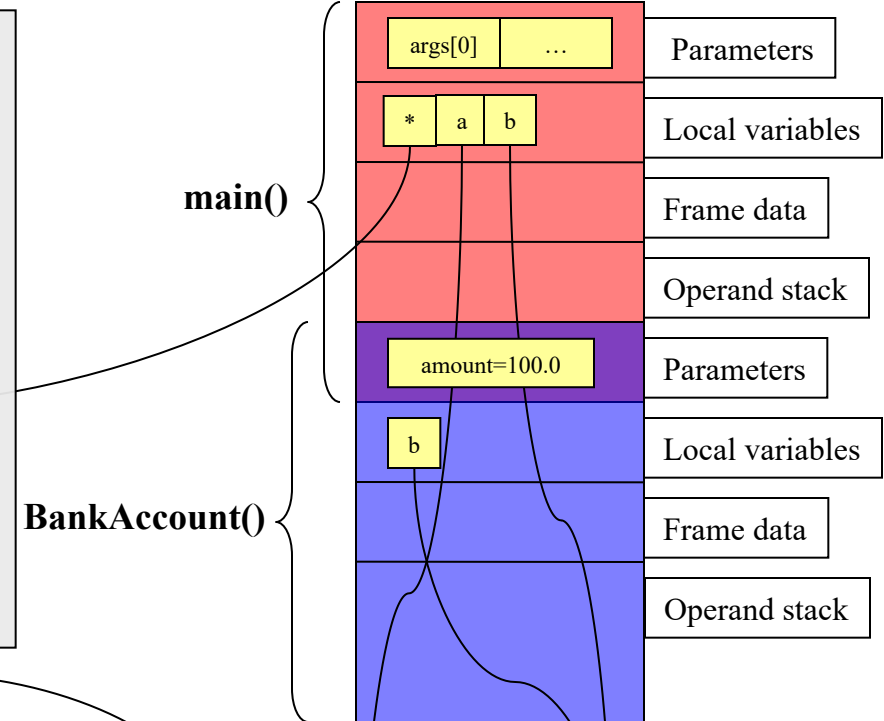 args[0] … Parameters
* a b Local variables
main() Frame data
Operand stack
amount=100.0 Parameters
b Local variables
BankAccount() Frame data
Operand stack